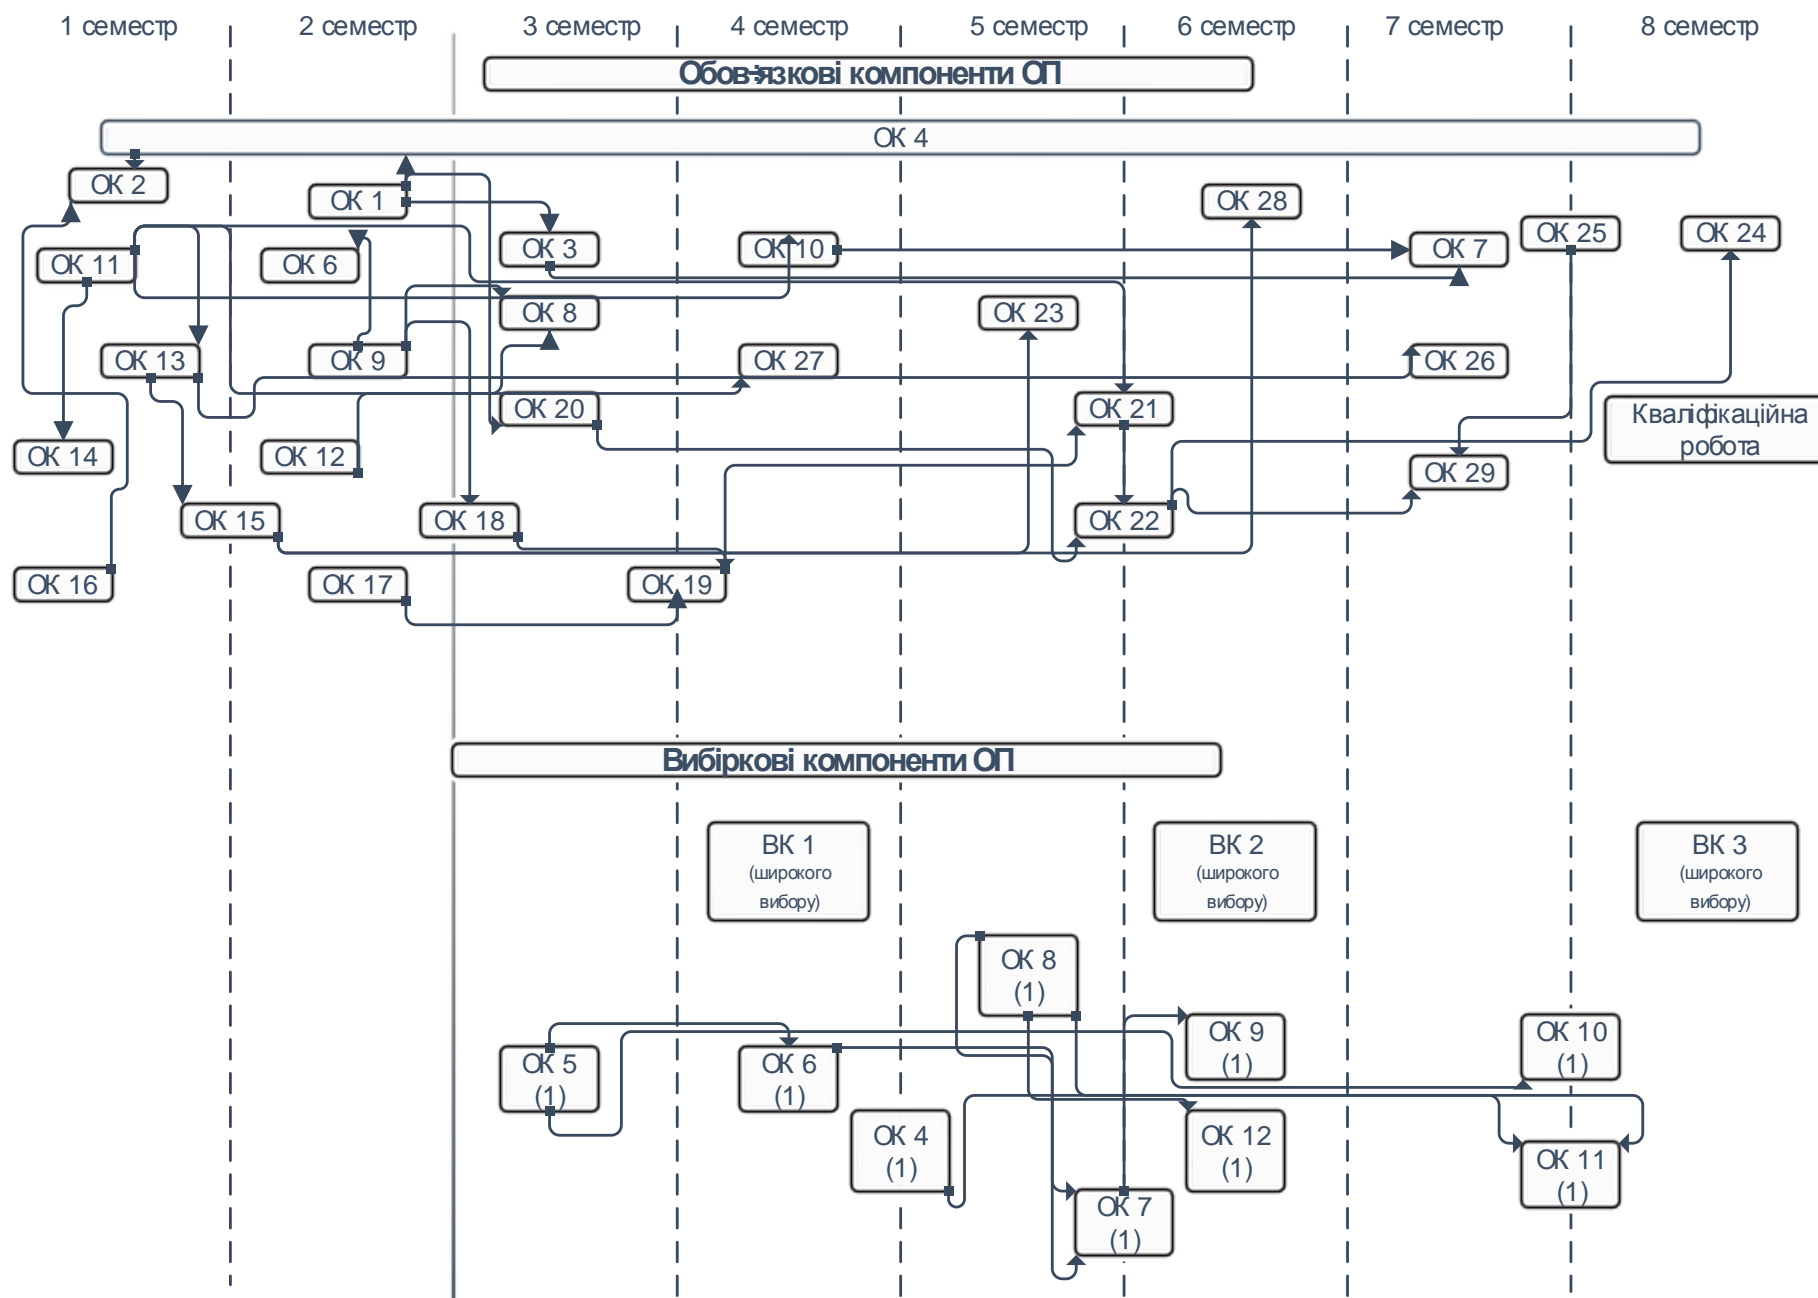 1 семестр
2 семестр
3 семестр
4 семестр
5 семестр
6 семестр
7 семестр
8 семестр
Обов'язкові компоненти ОП
ОК 4
ОК 2
ОК 1
ОК 28
ОК 11
ОК 6
ОК 3
ОК 10
ОК 7
ОК 25
ОК 24
ОК 8
ОК 23
ОК 13
ОК 9
ОК 27
ОК 26
ОК 20
ОК 21
Кваліфікаційна
робота
ОК 14
ОК 12
ОК 29
ОК 15
ОК 18
ОК 22
ОК 16
ОК 17
ОК 19
Вибіркові компоненти ОП
ВК 1
(широкого
вибору)
ВК 2
(широкого
вибору)
ВК 3
(широкого
вибору)
ОК 8
(1)
ОК 5
(1)
ОК 6
(1)
ОК 9
(1)
ОК 10
(1)
ОК 4
(1)
ОК 12
(1)
ОК 11
(1)
ОК 7
(1)